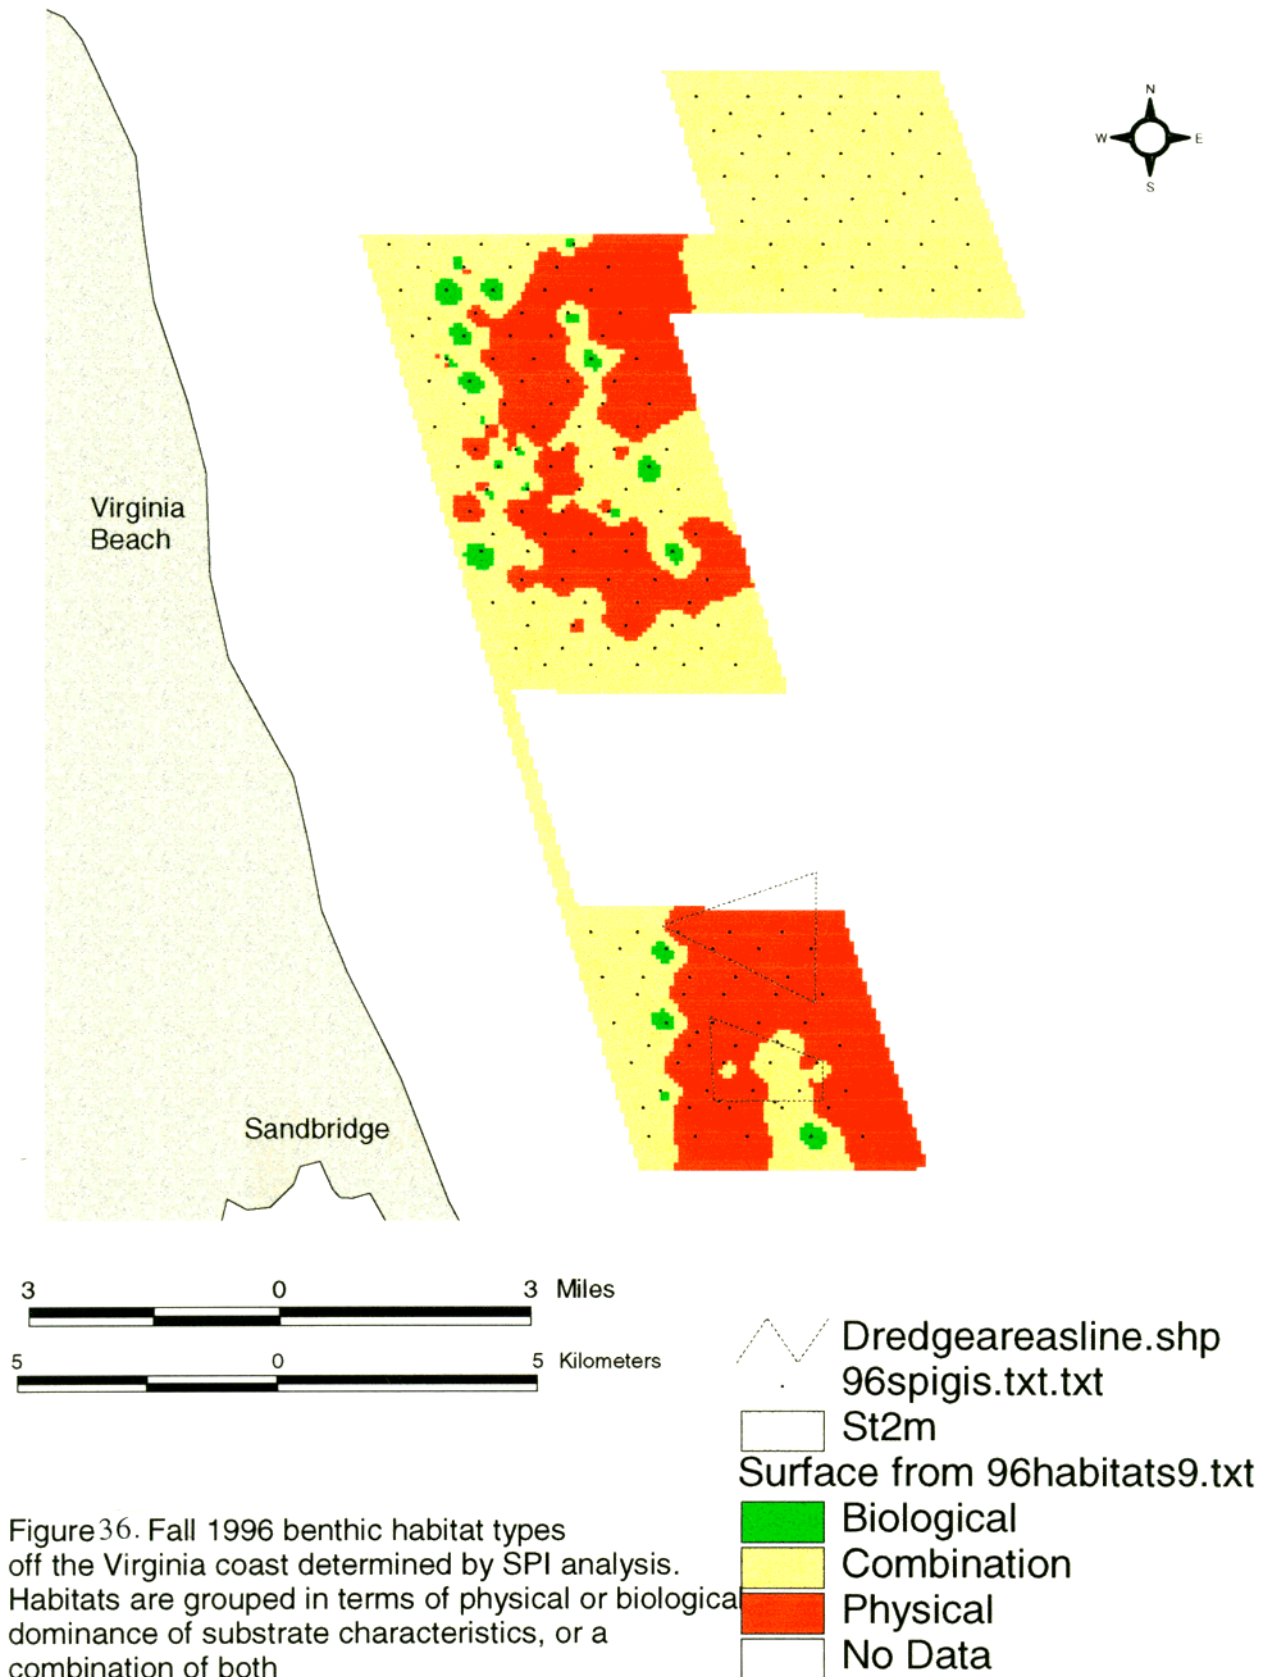 N
W E
S
Virginia
Beach
Sandbridge
3 0 3 Miles
5 0 5 Kilometers
Dredgeareasline.shp
96spigis.txt.txt
St2m
Surface from 96habitats9.txt
Biological
Combination
Physical
No Data
Figure 36. Fall 1996 benthic habitat types
off the Virginia coast determined by SPI analysis.
Habitats are grouped in terms of physical or biological
dominance of substrate characteristics, or a
combination of both